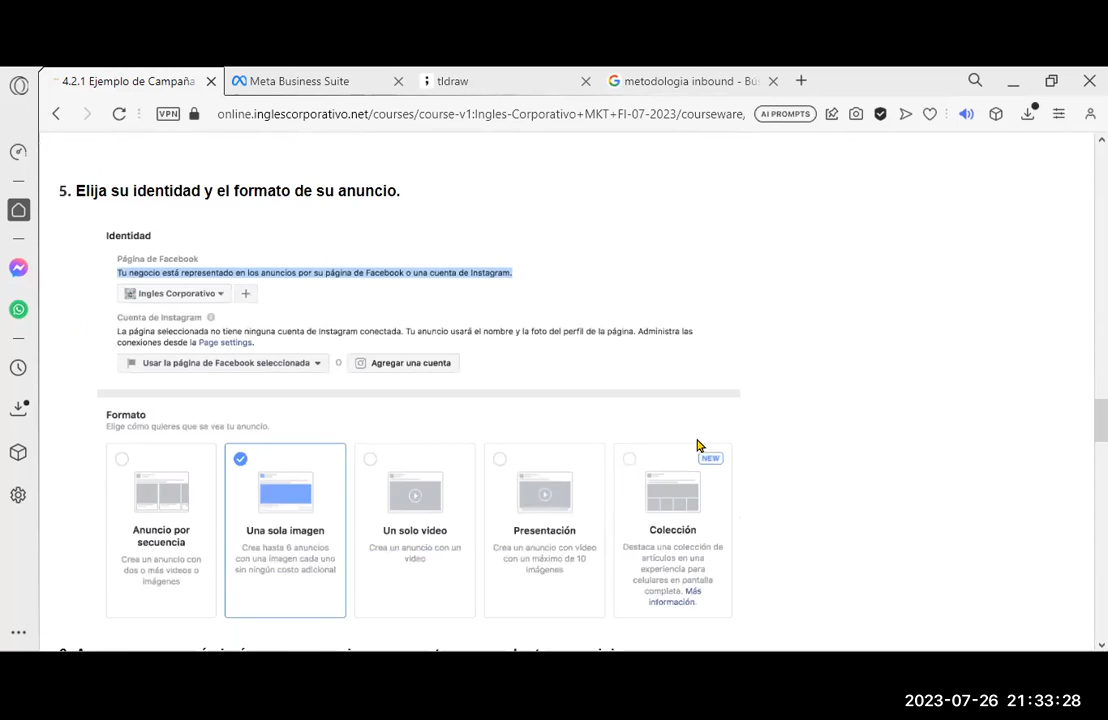 4.2.1 Ejemplo de Campaña
Meta Business Suite
tldraw
metodologia inbound - Bús
VPN
online.inglescorporativo.net/courses/course-v1:Ingles-Corporativo+MKT+FI-07-2023/courseware,
AI PROMPTS
5. Elija su identidad y el formato de su anuncio.
Identidad
Página de Facebook
Tu negocio está representado en los anuncios por su página de Facebook o una cuenta de Instagram.
Ingles Corporativo
Cuenta de Instagram
La página seleccionada no tiene ninguna cuenta de Instagram conectada. Tu anuncio usará el nombre y la foto del perfil de la página. Administra las
conexiones desde la Page settings.
Usar la página de Facebook seleccionada
O
Agregar una cuenta
Formato
Elige cómo quieres que se vea tu anuncio.
Anuncio por
secuencia
Crea un anuncio con
dos o más videos o
imágenes
Una sola imagen
Crea hasta 6 anuncios
con una imagen cada uno
sin ningún costo adicional
Un solo video
Crea un anuncio con un
video
Presentación
Crea un anuncio con video
con un máximo de 10
imágenes
NEW
Colección
Destaca una colección de
artículos en una
experiencia para
celulares en pantalla
completa. Más
información.
2023-07-26 21:33:28